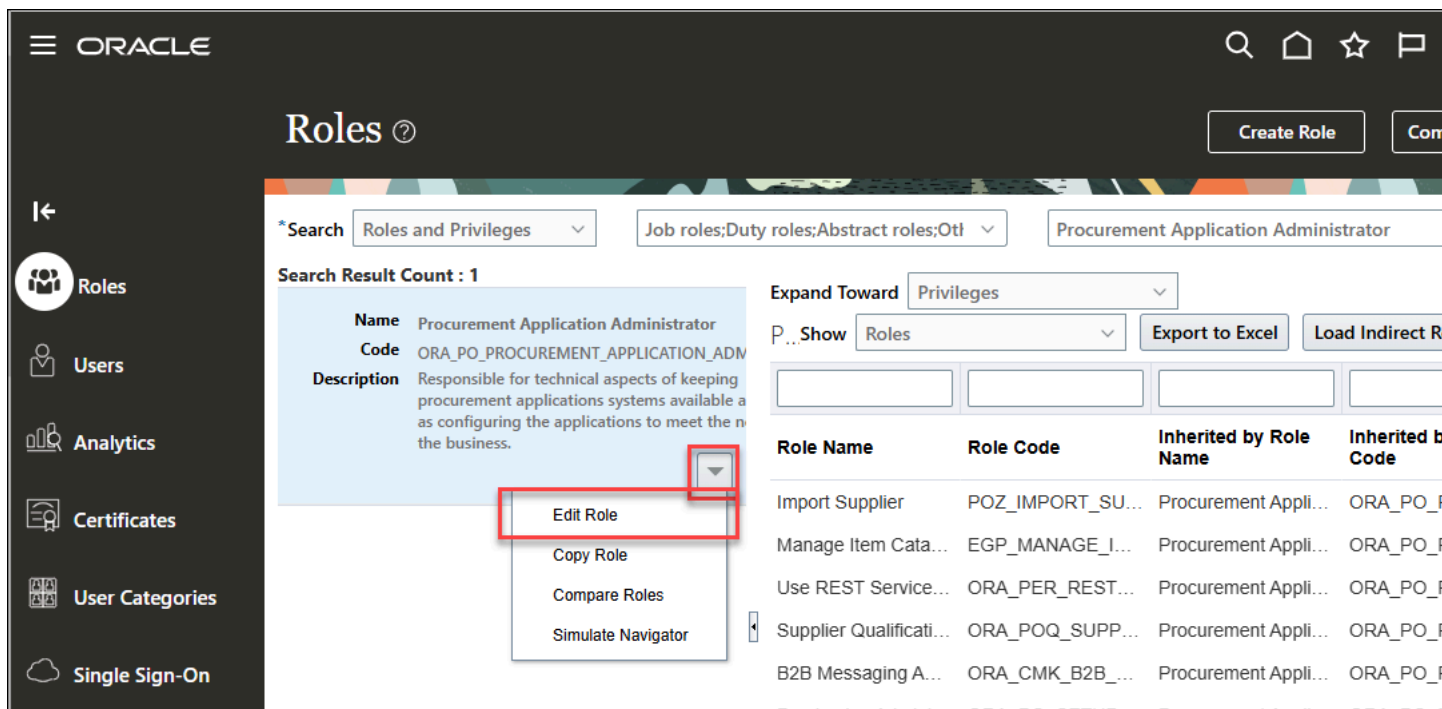 ORACLE
Roles
Create Role
*Search Roles and Privileges Job roles;Duty roles;Abstract roles;Oth Procurement Application Administrator
Roles
Users
Analytics
Certificates
User Categories
Single Sign-On
Search Result Count : 1
Name Procurement Application Administrator
Code ORA_PO_PROCUREMENT_APPLICATION_ADM
Description Responsible for technical aspects of keeping
procurement applications systems available a
as configuring the applications to meet the n
the business.
Edit Role
Copy Role
Compare Roles
Simulate Navigator
Expand Toward Privileges
P...Show Roles Export to Excel Load Indirect R
Role Name Role Code Inherited by Role Name Inherited b Code
Import Supplier POZ_IMPORT_SU... Procurement Appli... ORA_PO_
Manage Item Cata... EGP_MANAGE_I... Procurement Appli... ORA_PO_
Use REST Service... ORA_PER_REST... Procurement Appli... ORA_PO_
Supplier Qualificati... ORA_POQ_SUPP... Procurement Appli... ORA_PO_
B2B Messaging A... ORA_CMK_B2B_... Procurement Appli... ORA_PO_